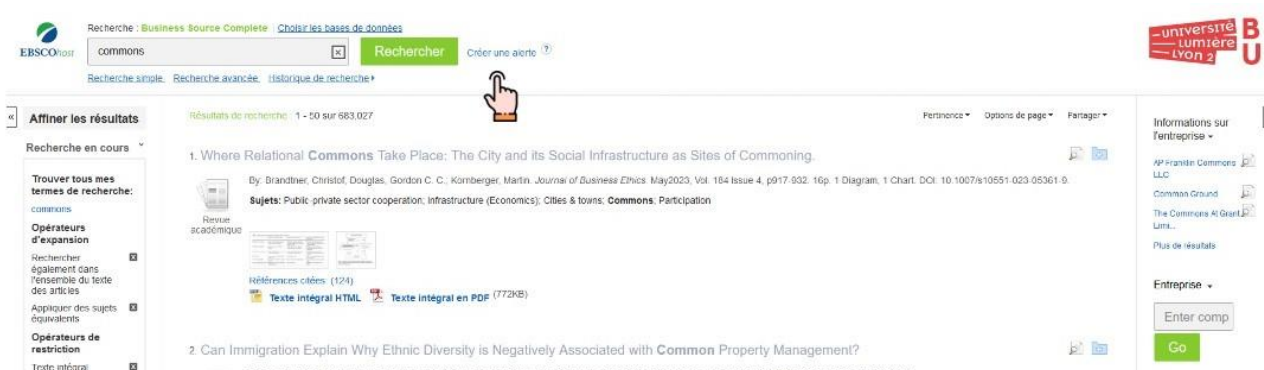 Recherche : Business Source Complete Choisir les bases de données
EBSCOhost
commons
Rechercher
Créer une alerte ?
Recherche simple Recherche avancée Historique de recherche
université
LUMIÈRE
LYON 2
BU
«
Affiner les résultats
Recherche en cours
Trouver tous mes
termes de recherche:
commons
Opérateurs
d'expansion
Rechercher
également dans
l'ensemble du texte
des articles
Appliquer des sujets
équivalents
Opérateurs de
restriction
Texte intégral
Résultats de recherche : 1 - 50 sur 683,027
Pertinence Options de page Partager
1. Where Relational Commons Take Place: The City and its Social Infrastructure as Sites of Commoning.
By: Brandtner, Christof; Douglas, Gordon C. C.; Kornberger, Martin. Journal of Business Ethics. May2023, Vol. 184 Issue 4, p917-932. 16p. 1 Diagram, 1 Chart. DOI: 10.1007/s10551-023-05361-9.
Sujets: Public-private sector cooperation; Infrastructure (Economics); Cities & towns; Commons; Participation
Revue
académique
Références citées (124)
Texte intégral HTML Texte intégral en PDF (772KB)
2. Can Immigration Explain Why Ethnic Diversity is Negatively Associated with Common Property Management?
Informations sur
l'entreprise
AP Franklin Commons
LLC
Common Ground
The Commons At Grant
Limi...
Plus de résultats
Entreprise
Enter comp
Go